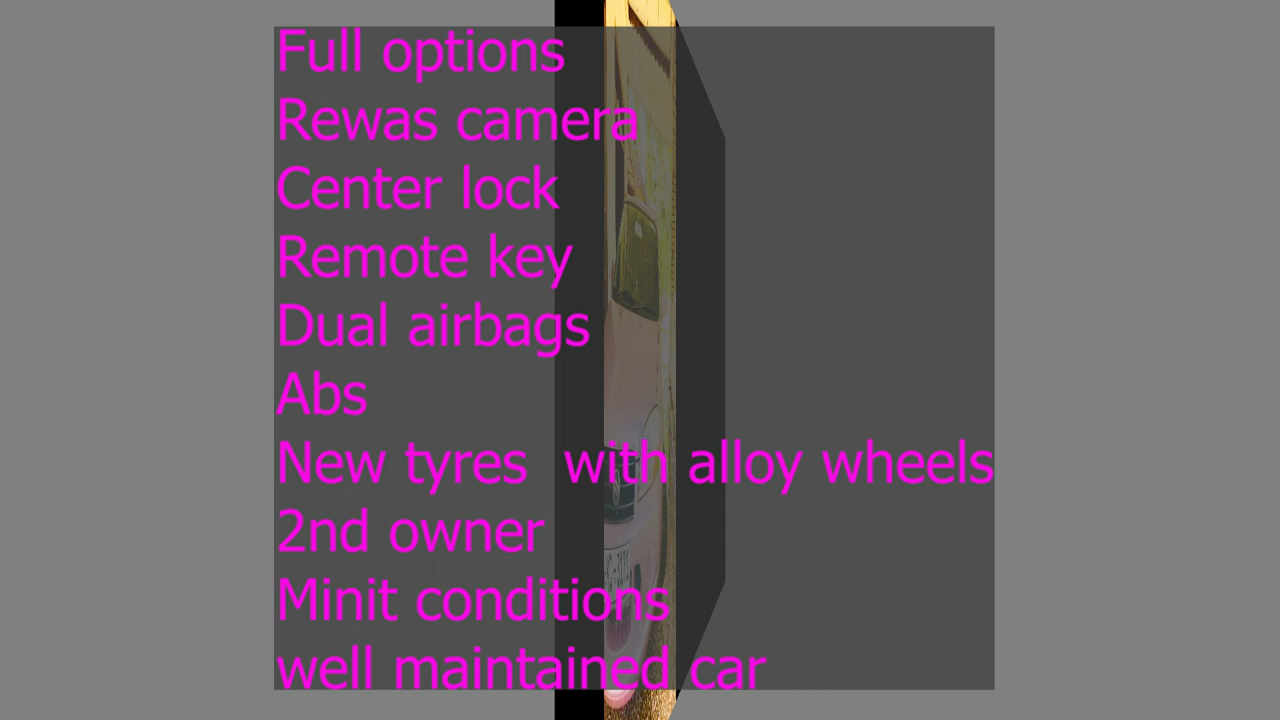 Full options
Rewas camera
Center lock
Remote key
Dual airbags
Abs
New tyres  with alloy wheels
2nd owner
Minit conditions
well maintained car